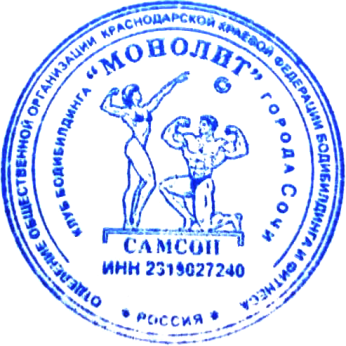 ОТДЕЛЕНИЕ ОБЩЕСТВЕННОЙ ОРГАНИЗАЦИИ КРАСНОДАРСКОЙ КРАЕВОЙ ФЕДЕРАЦИИ БОДИБИЛДИНГА И ФИТНЕСА
* РОССИЯ *
КЛУБ БОДИБИЛДИНГА "МОНОЛИТ" ГОРОДА СОЧИ
САМСОН
ИНН 2319027240